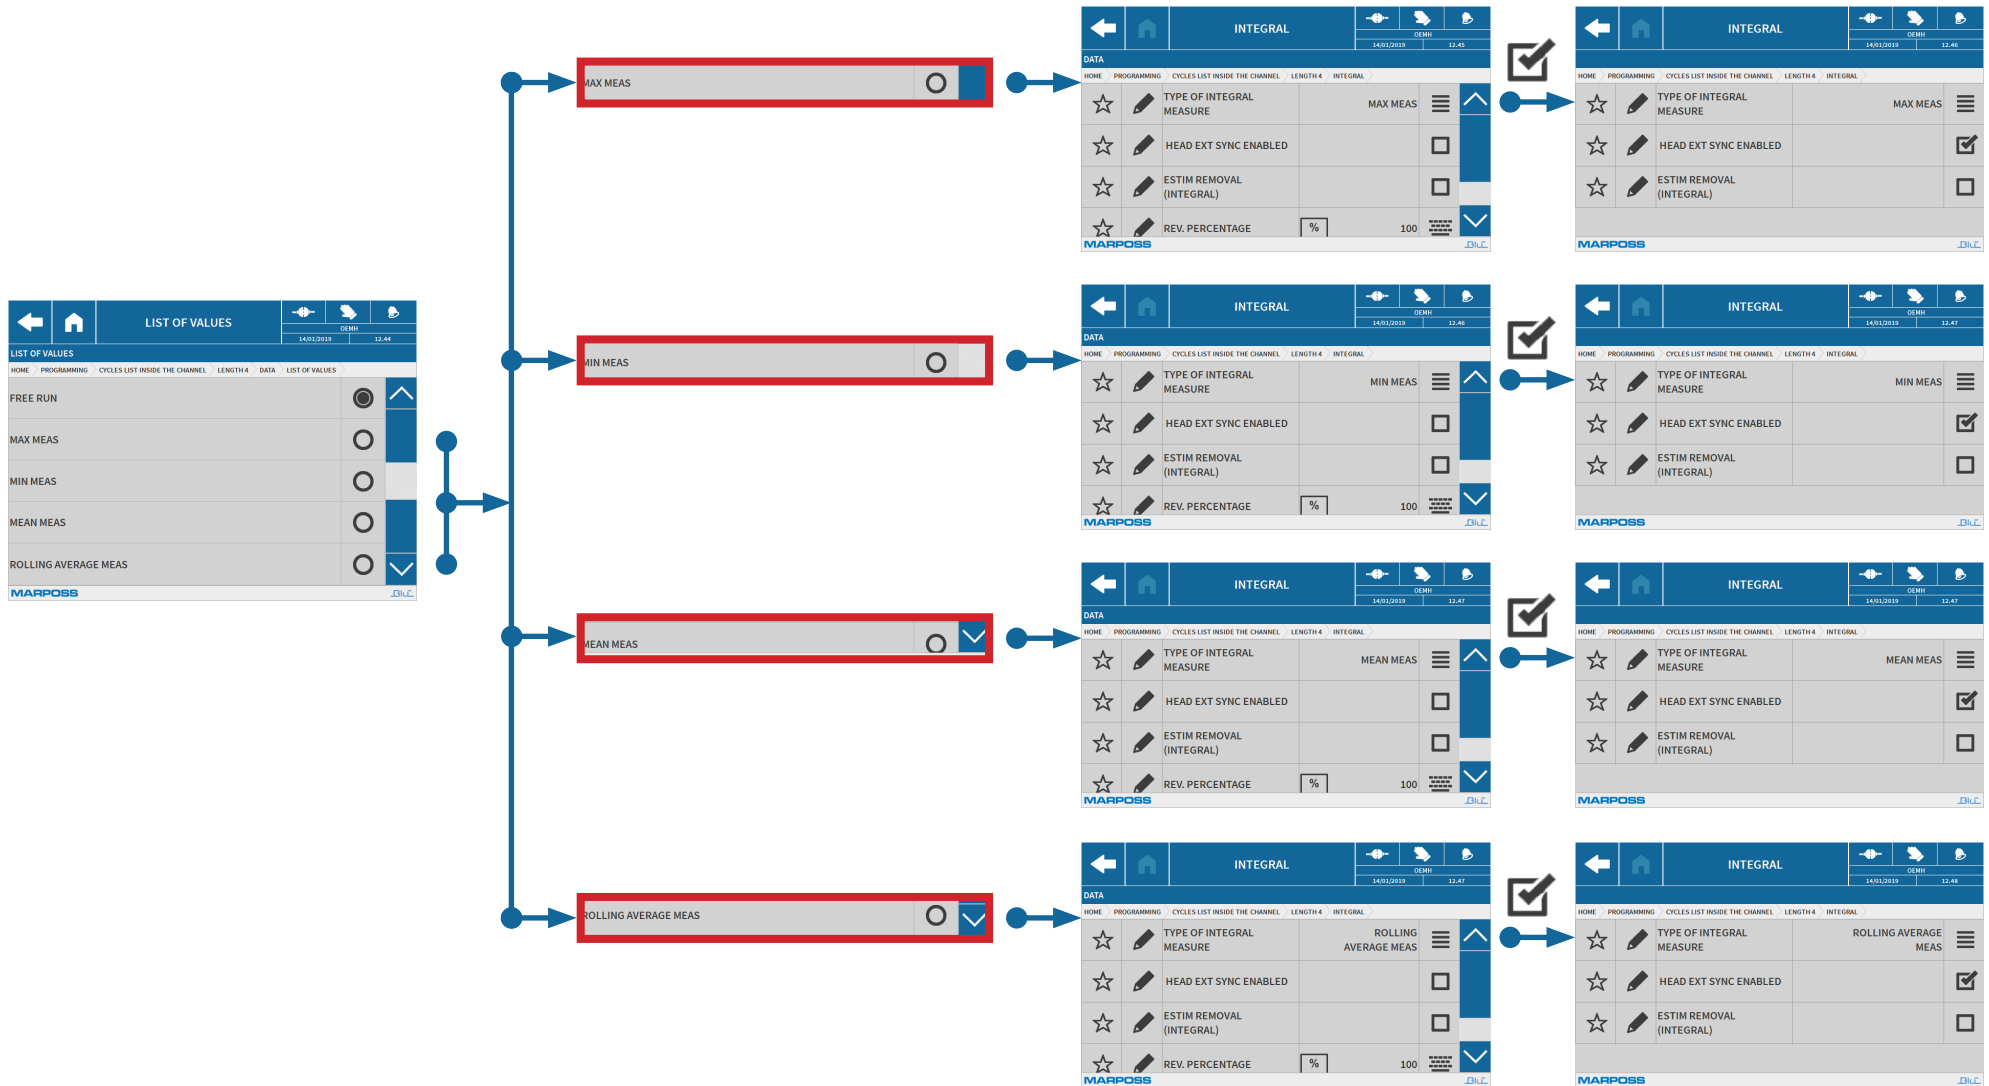 LIST OF VALUES
OEMH
14/01/2019 12.44
LIST OF VALUES
HOME PROGRAMMING CYCLES LIST INSIDE THE CHANNEL LENGTH 4 DATA LIST OF VALUES
FREE RUN
MAX MEAS
MIN MEAS
MEAN MEAS
ROLLING AVERAGE MEAS
MARPOSS BLÚ
MAX MEAS
INTEGRAL
OEMH
14/01/2019 12.45
DATA
HOME PROGRAMMING CYCLES LIST INSIDE THE CHANNEL LENGTH 4 INTEGRAL
TYPE OF INTEGRAL
MEASURE
MAX MEAS
HEAD EXT SYNC ENABLED
ESTIM REMOVAL
(INTEGRAL)
REV. PERCENTAGE % 100
MARPOSS BLÚ
INTEGRAL
OEMH
14/01/2019 12.46
HOME PROGRAMMING CYCLES LIST INSIDE THE CHANNEL LENGTH 4 INTEGRAL
TYPE OF INTEGRAL
MEASURE
MAX MEAS
HEAD EXT SYNC ENABLED
ESTIM REMOVAL
(INTEGRAL)
MARPOSS BLÚ
MIN MEAS
INTEGRAL
OEMH
14/01/2019 12.46
DATA
HOME PROGRAMMING CYCLES LIST INSIDE THE CHANNEL LENGTH 4 INTEGRAL
TYPE OF INTEGRAL
MEASURE
MIN MEAS
HEAD EXT SYNC ENABLED
ESTIM REMOVAL
(INTEGRAL)
REV. PERCENTAGE % 100
MARPOSS BLÚ
INTEGRAL
OEMH
14/01/2019 12.47
HOME PROGRAMMING CYCLES LIST INSIDE THE CHANNEL LENGTH 4 INTEGRAL
TYPE OF INTEGRAL
MEASURE
MIN MEAS
HEAD EXT SYNC ENABLED
ESTIM REMOVAL
(INTEGRAL)
MARPOSS BLÚ
MEAN MEAS
INTEGRAL
OEMH
14/01/2019 12.47
DATA
HOME PROGRAMMING CYCLES LIST INSIDE THE CHANNEL LENGTH 4 INTEGRAL
TYPE OF INTEGRAL
MEASURE
MEAN MEAS
HEAD EXT SYNC ENABLED
ESTIM REMOVAL
(INTEGRAL)
REV. PERCENTAGE % 100
MARPOSS BLÚ
INTEGRAL
OEMH
14/01/2019 12.47
HOME PROGRAMMING CYCLES LIST INSIDE THE CHANNEL LENGTH 4 INTEGRAL
TYPE OF INTEGRAL
MEASURE
MEAN MEAS
HEAD EXT SYNC ENABLED
ESTIM REMOVAL
(INTEGRAL)
MARPOSS BLÚ
ROLLING AVERAGE MEAS
INTEGRAL
OEMH
14/01/2019 12.47
DATA
HOME PROGRAMMING CYCLES LIST INSIDE THE CHANNEL LENGTH 4 INTEGRAL
TYPE OF INTEGRAL
MEASURE
ROLLING
AVERAGE MEAS
HEAD EXT SYNC ENABLED
ESTIM REMOVAL
(INTEGRAL)
REV. PERCENTAGE % 100
MARPOSS BLÚ
INTEGRAL
OEMH
14/01/2019 12.48
HOME PROGRAMMING CYCLES LIST INSIDE THE CHANNEL LENGTH 4 INTEGRAL
TYPE OF INTEGRAL
MEASURE
ROLLING AVERAGE
MEAS
HEAD EXT SYNC ENABLED
ESTIM REMOVAL
(INTEGRAL)
MARPOSS BLÚ